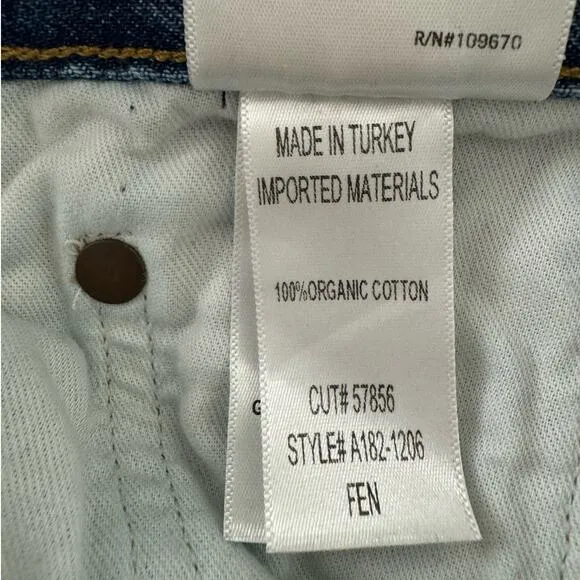 R/N#109670
MADE IN TURKEY
IMPORTED MATERIALS
100%ORGANIC COTTON
CUT# 57856
STYLE# A182-1206
FEN